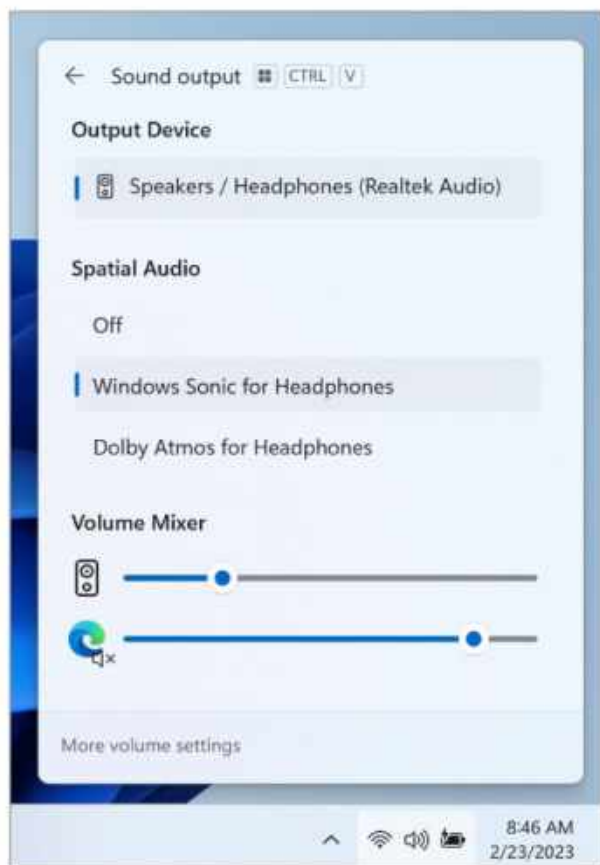 Sound output CTRL V
Output Device
Speakers / Headphones (Realtek Audio)
Spatial Audio
Off
Windows Sonic for Headphones
Dolby Atmos for Headphones
Volume Mixer
More volume settings
8:46 AM
2/23/2023